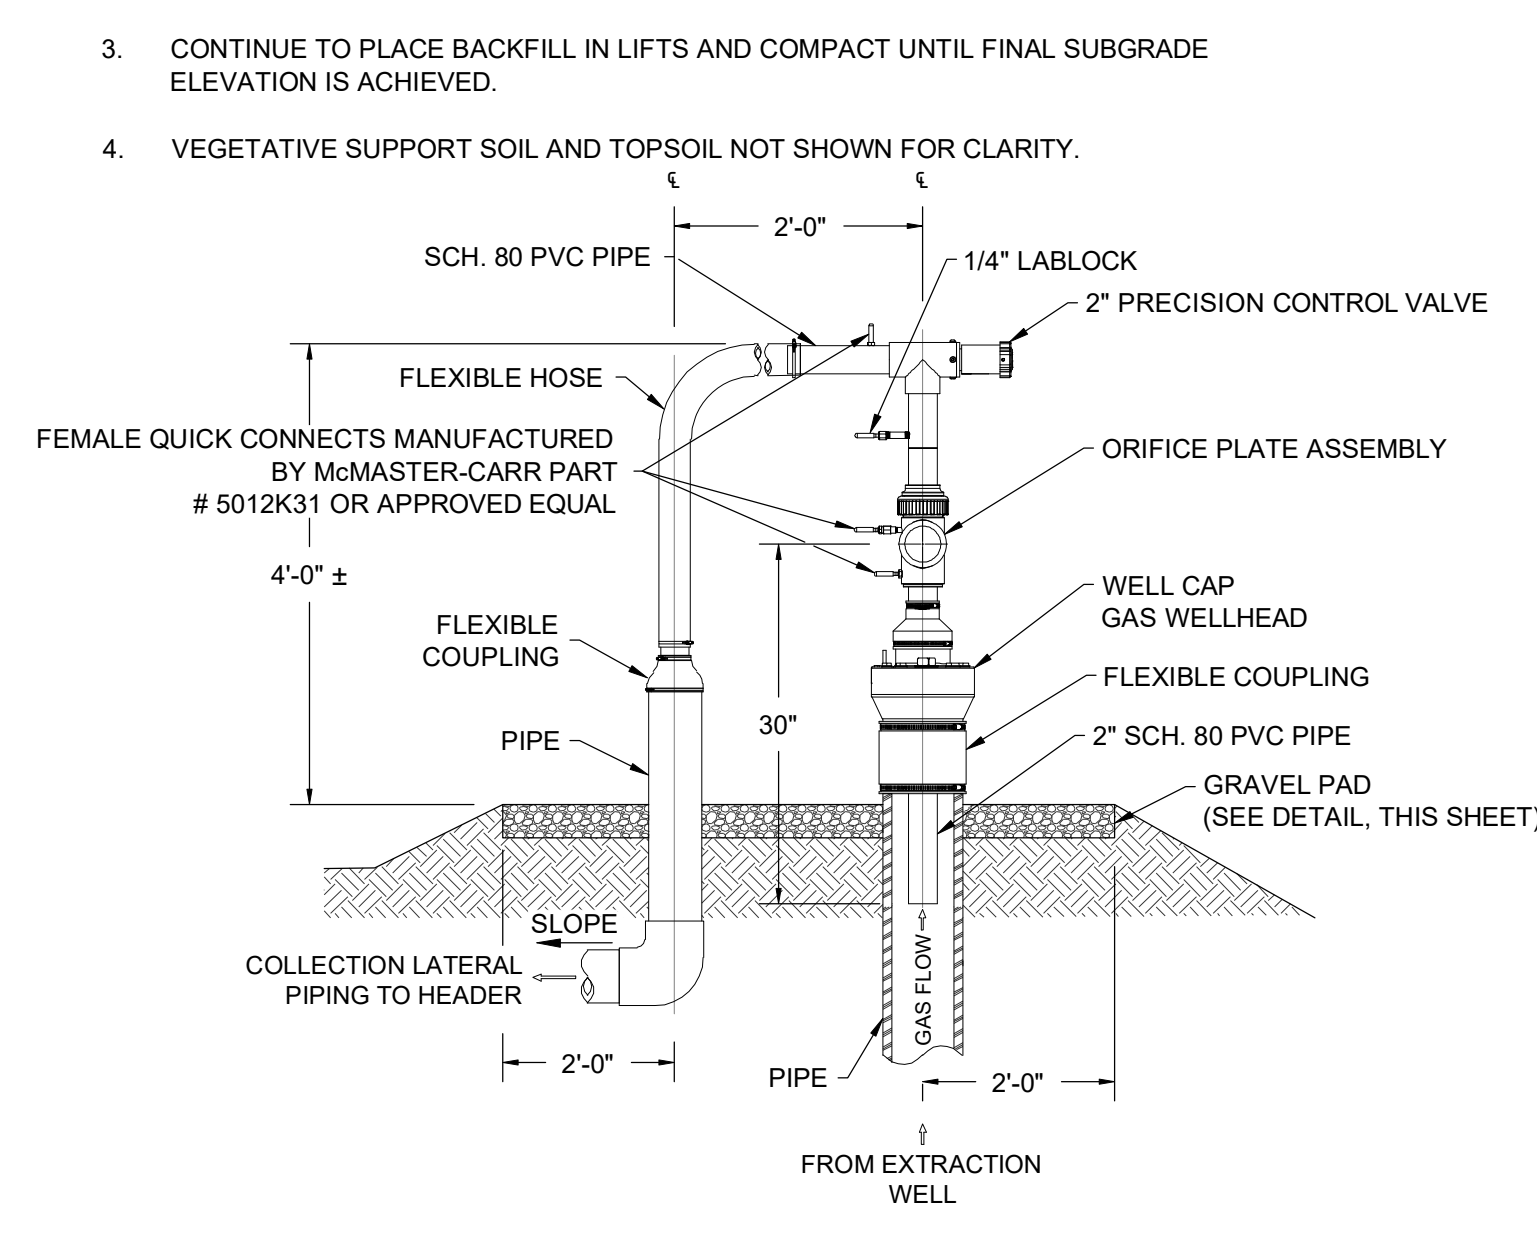 3. CONTINUE TO PLACE BACKFILL IN LIFTS AND COMPACT UNTIL FINAL SUBGRADE
ELEVATION IS ACHIEVED.
4. VEGETATIVE SUPPORT SOIL AND TOPSOIL NOT SHOWN FOR CLARITY.
℄ ℄
2'-0"
SCH. 80 PVC PIPE
1/4" LABLOCK
2" PRECISION CONTROL VALVE
FLEXIBLE HOSE
FEMALE QUICK CONNECTS MANUFACTURED
BY McMASTER-CARR PART
# 5012K31 OR APPROVED EQUAL
ORIFICE PLATE ASSEMBLY
4'-0" ±
WELL CAP
GAS WELLHEAD
FLEXIBLE
COUPLING
FLEXIBLE COUPLING
30"
PIPE
2" SCH. 80 PVC PIPE
GRAVEL PAD
(SEE DETAIL, THIS SHEET)
SLOPE
COLLECTION LATERAL
PIPING TO HEADER
GAS FLOW
2'-0"
PIPE
2'-0"
FROM EXTRACTION
WELL